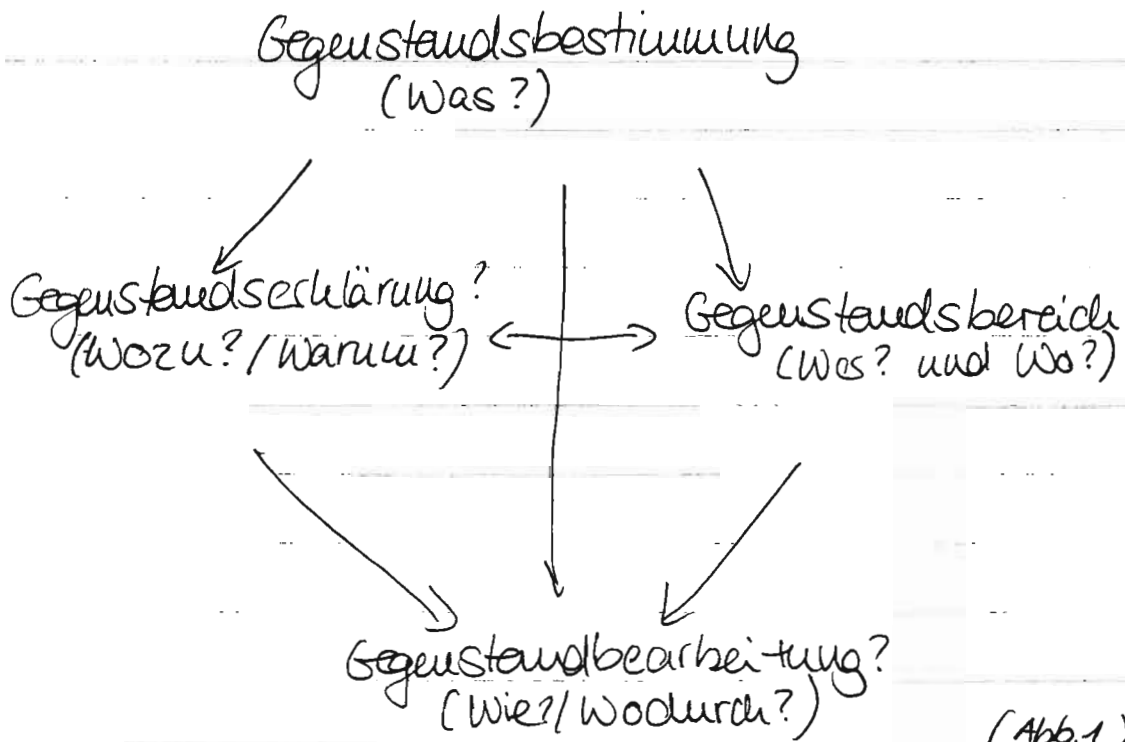 Gegenstandsbestimmung
(Was?)
Gegenstandserklärung?
(Wozu?/Warum?)
Gegenstandsbereich
(Was? und Wo?)
Gegenstandbearbeitung?
(Wie?/Wodurch?)
(Abb.1)